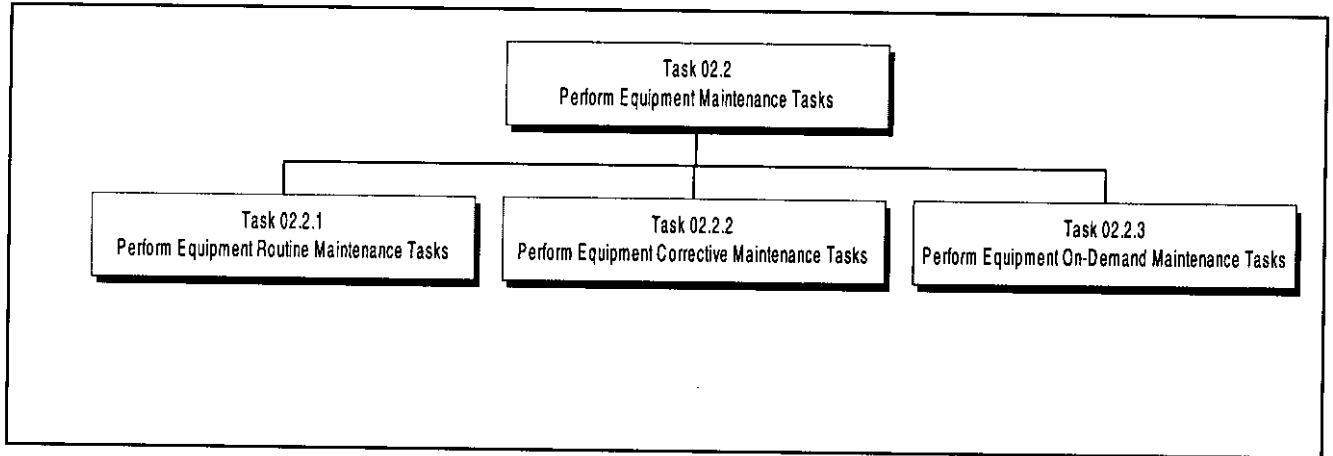 Task 02.2
Perform Equipment Maintenance Tasks
Task 02.2.1
Perform Equipment Routine Maintenance Tasks
Task 02.2.2
Perform Equipment Corrective Maintenance Tasks
Task 02.2.3
Perform Equipment On-Demand Maintenance Tasks